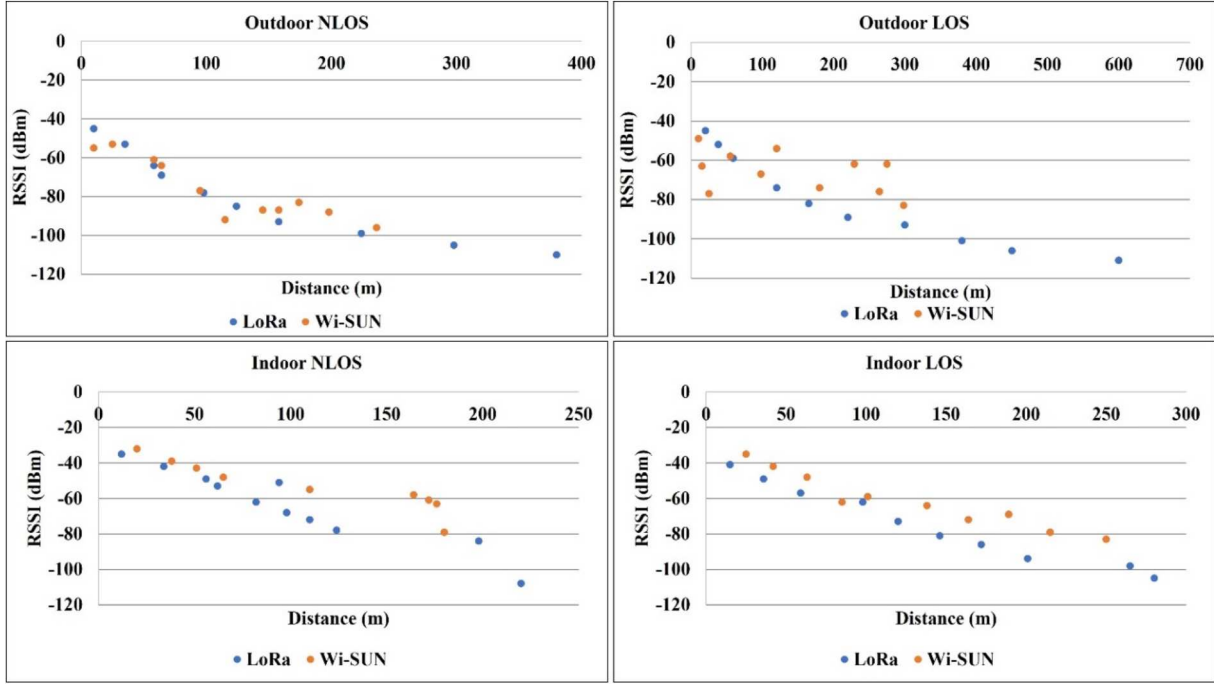 Outdoor NLOS
0
0 100 200 300 400
-20
-40
-60
-80
-100
-120
RSSI (dBm)
Distance (m)
LoRa Wi-SUN
Outdoor LOS
0
0 100 200 300 400 500 600 700
-20
-40
-60
-80
-100
-120
RSSI (dBm)
Distance (m)
LoRa Wi-SUN
Indoor NLOS
0
0 50 100 150 200 250
-20
-40
-60
-80
-100
-120
RSSI (dBm)
Distance (m)
LoRa Wi-SUN
Indoor LOS
0
0 50 100 150 200 250 300
-20
-40
-60
-80
-100
-120
RSSI (dBm)
Distance (m)
LoRa Wi-SUN